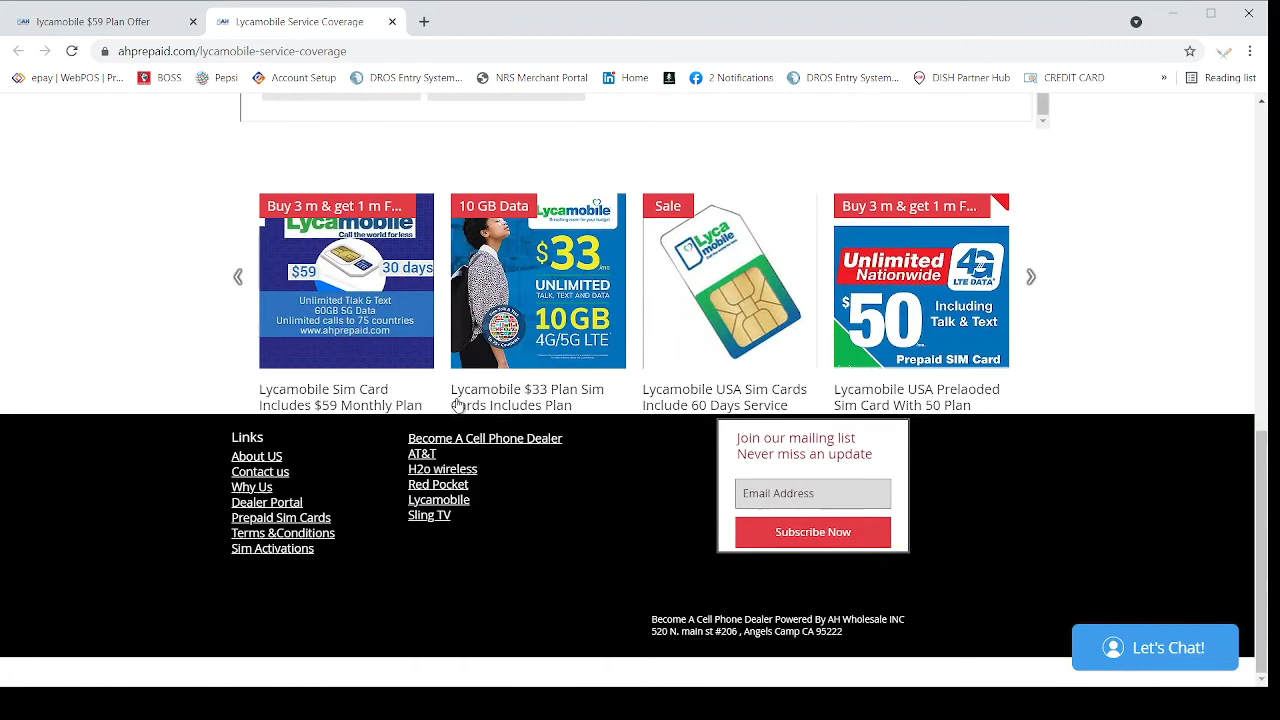 lycamobile $59 Plan Offer
Lycamobile Service Coverage
ahprepaid.com/lycamobile-service-coverage
epay | WebPOS | Pr...
BOSS
Pepsi
Account Setup
DROS Entry System...
NRS Merchant Portal
Home
2 Notifications
DROS Entry System...
DISH Partner Hub
CREDIT CARD
»
Reading list
Buy 3 m & get 1 m F...
Lycamobile
Call the world for less
$59
30 days
Unlimited Tlak & Text
60GB 5G Data
Unlimited calls to 75 countries
www.ahprepaid.com
10 GB Data
Lycamobile
$33/mo
UNLIMITED
TALK, TEXT AND DATA
10GB
4G/5G LTE
Sale
Lyca
mobile
Buy 3 m & get 1 m F...
Unlimited
Nationwide
4G
LTE DATA
$50/mo.
Including
Talk & Text
Prepaid SIM Card
Lycamobile Sim Card
Includes $59 Monthly Plan
Lycamobile $33 Plan Sim
Cards Includes Plan
Lycamobile USA Sim Cards
Include 60 Days Service
Lycamobile USA Prelaoded
Sim Card With 50 Plan
Links
About US
Contact us
Why Us
Dealer Portal
Prepaid SIm Cards
Terms &Conditions
Sim Activations
Become A Cell Phone Dealer
AT&T
H2o wireless
Red Pocket
Lycamobile
Sling TV
Join our mailing list
Never miss an update
Email Address
Subscribe Now
Become A Cell Phone Dealer Powered By AH Wholesale INC
520 N. main st #206 , Angels Camp CA 95222
Let's Chat!